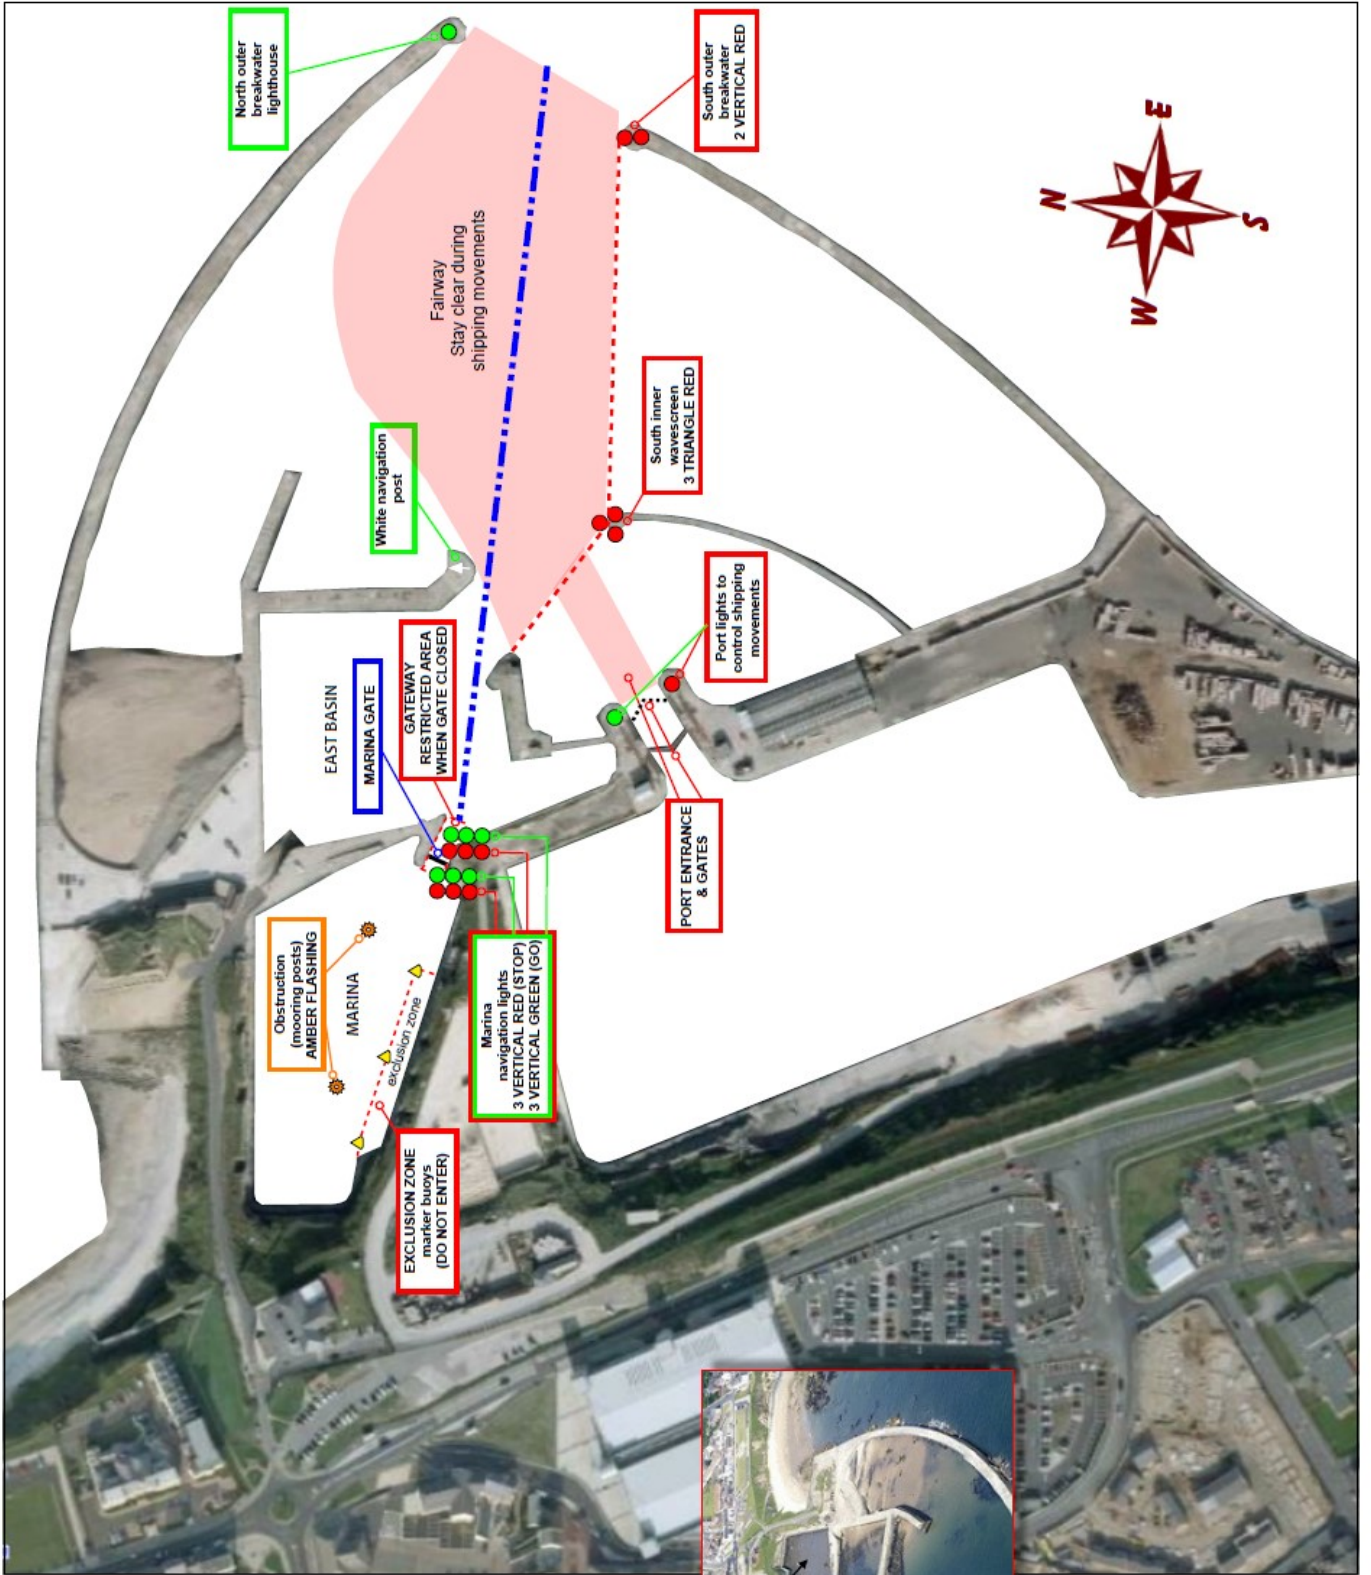 North outer
breakwater
lighthouse
South outer
breakwater
2 VERTICAL RED
N
E
S
W
Fairway
Stay clear during
shipping movements
White navigation
post
South inner
wavescreen
3 TRIANGLE RED
Port lights to
control shipping
movements
EAST BASIN
MARINA GATE
GATEWAY
RESTRICTED AREA
WHEN GATE CLOSED
PORT ENTRANCE
& GATES
Obstruction
(mooring posts)
AMBER FLASHING
MARINA
exclusion zone
Marina
navigation lights
3 VERTICAL RED (STOP)
3 VERTICAL GREEN (GO)
EXCLUSION ZONE
marker buoys
(DO NOT ENTER)